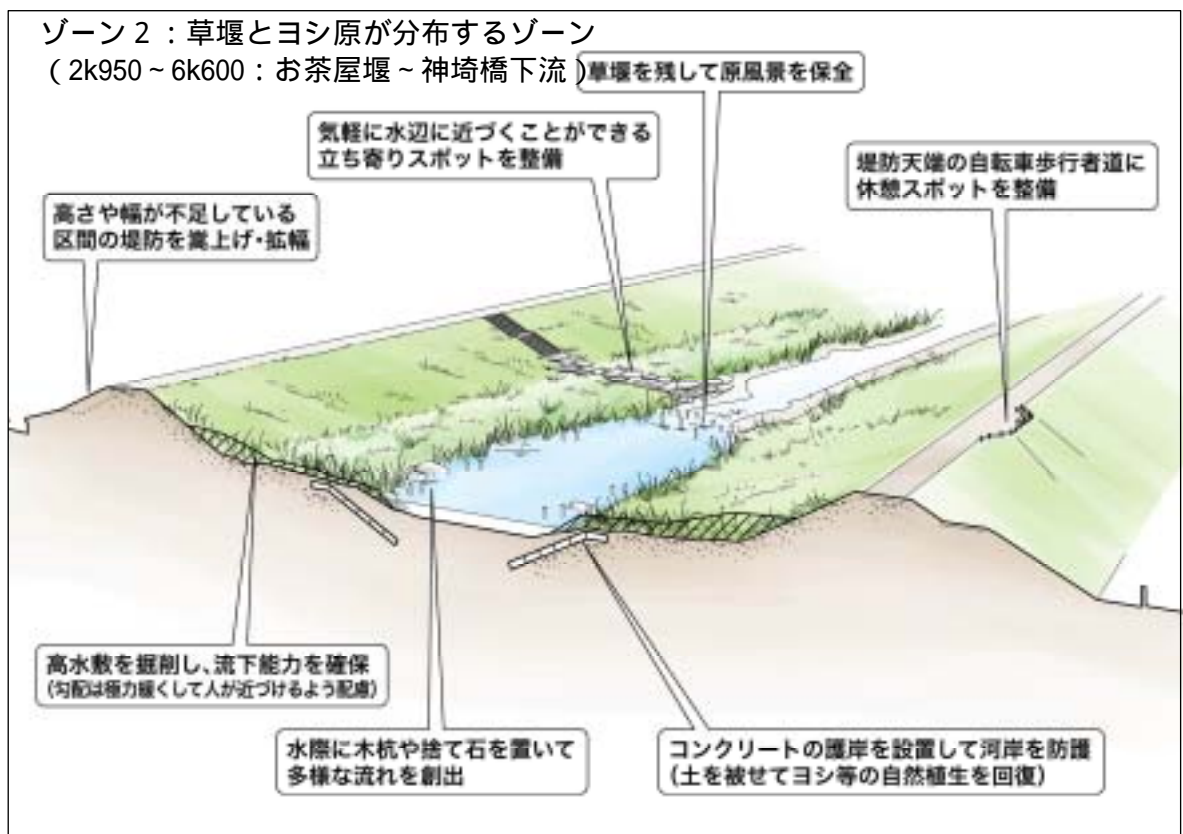 ゾーン2:草堰とヨシ原が分布するゾーン
(2k950~6k600:お茶屋堰~神埼橋下流)
草堰を残して原風景を保全
気軽に水辺に近づくことができる
立ち寄りスポットを整備
堤防天端の自転車歩行者道に
休憩スポットを整備
高さや幅が不足している
区間の堤防を嵩上げ・拡幅
高水敷を掘削し、流下能力を確保
(勾配は極力緩くして人が近づけるよう配慮)
水際に木杭や捨て石を置いて
多様な流れを創出
コンクリートの護岸を設置して河岸を防護
(土を被せてヨシ等の自然植生を回復)